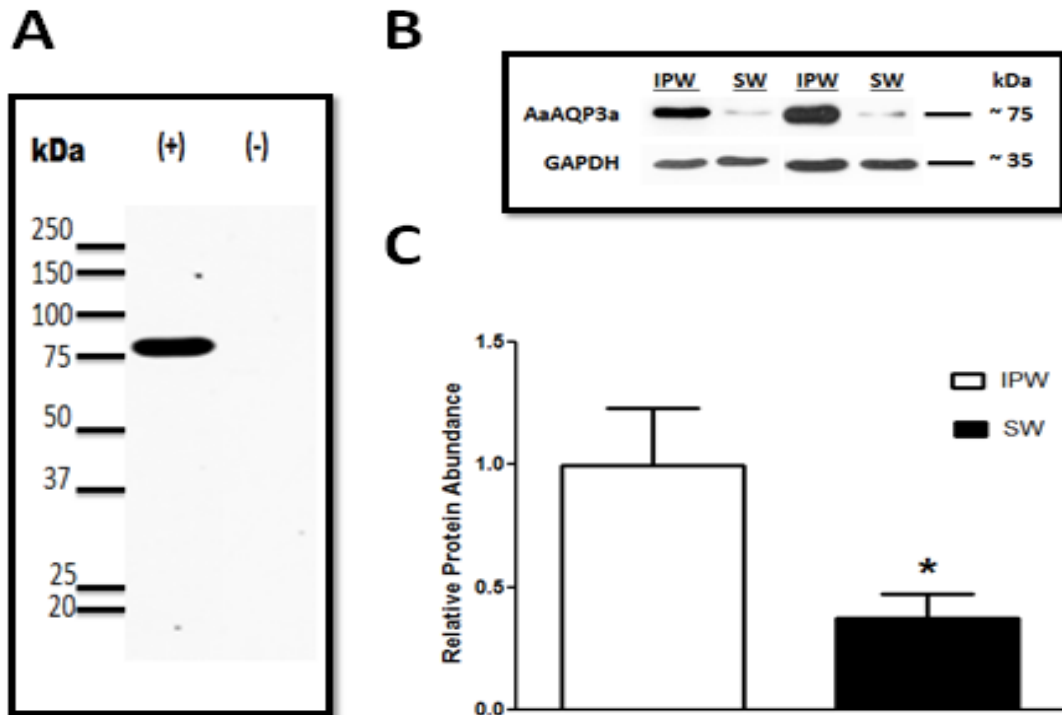 A
kDa (+) (-)
250
150
100
75
50
37
25
20
B
IPW SW IPW SW kDa
AaAQP3a ~ 75
GAPDH ~ 35
C
Relative Protein Abundance
1.5
1.0
0.5
0.0
*
IPW
SW